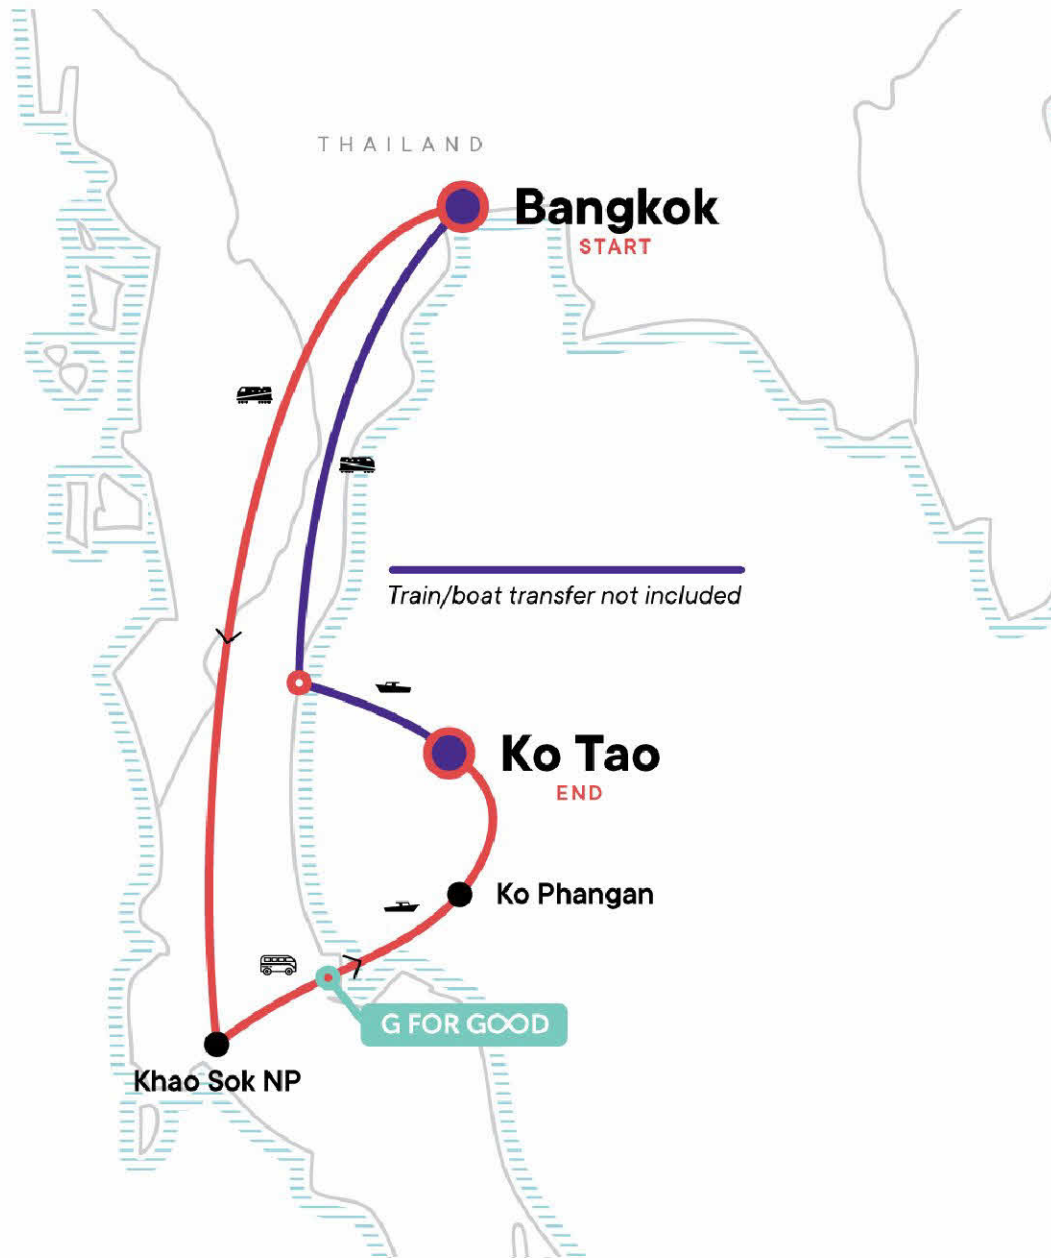 THAILAND
Bangkok
START
Train/boat transfer not included
Ko Tao
END
Ko Phangan
G FOR GOOD
Khao Sok NP